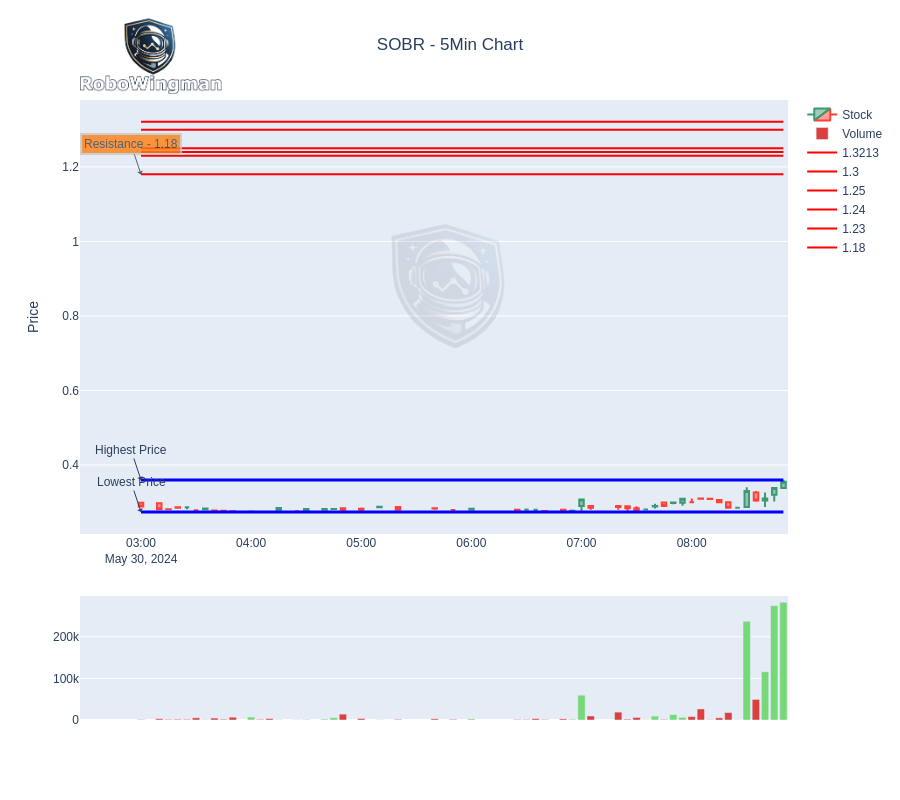 SOBR - 5Min Chart
RoboWingman
Stock
Volume
1.3213
1.3
1.25
1.24
1.23
1.18
Resistance - 1.18
1.2
1
0.8
0.6
0.4
Price
Highest Price
Lowest Price
03:00
04:00
05:00
06:00
07:00
08:00
May 30, 2024
200k
100k
0